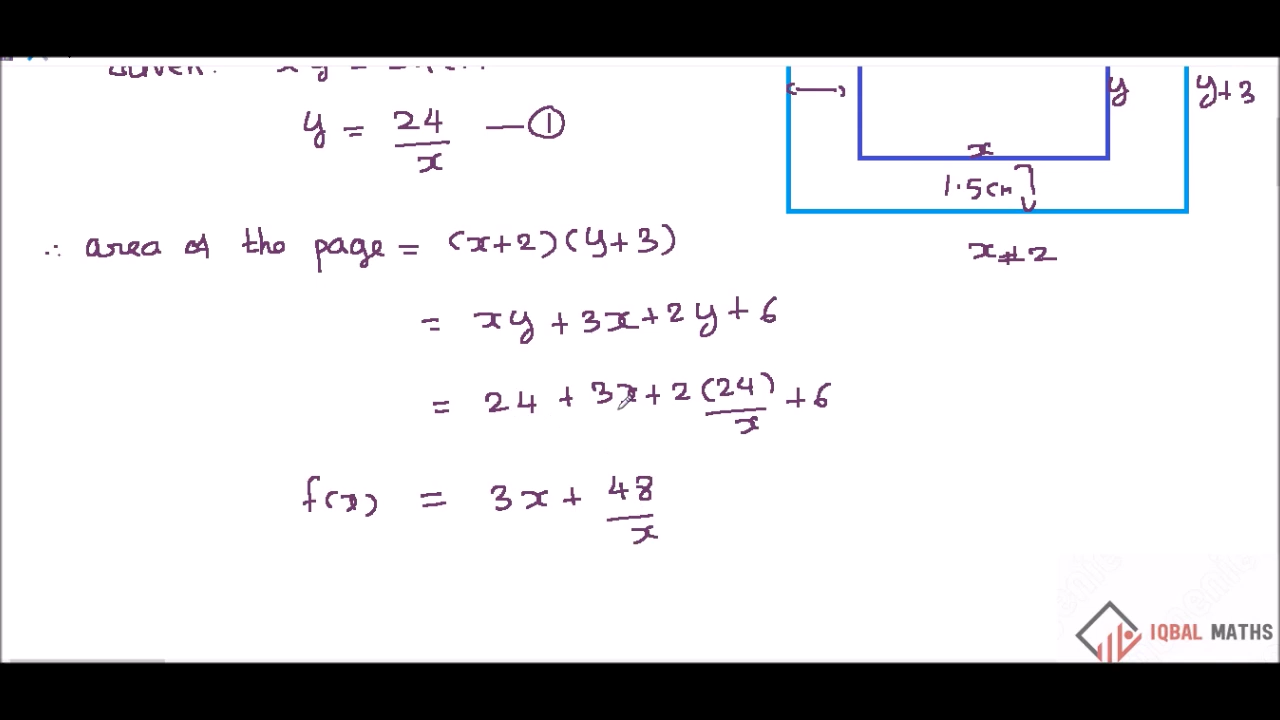 y y+3
y = 24/x — ①
x
1.5cm
∴ area of the page = (x+2)(y+3)
x+2
= xy + 3x + 2y + 6
= 24 + 3x + 2(24)/x + 6
f(x) = 3x + 48/x
IQBAL MATHS